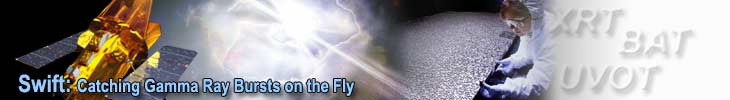 XRT
BAT
UVOT
Swift: Catching Gamma Ray Bursts on the Fly